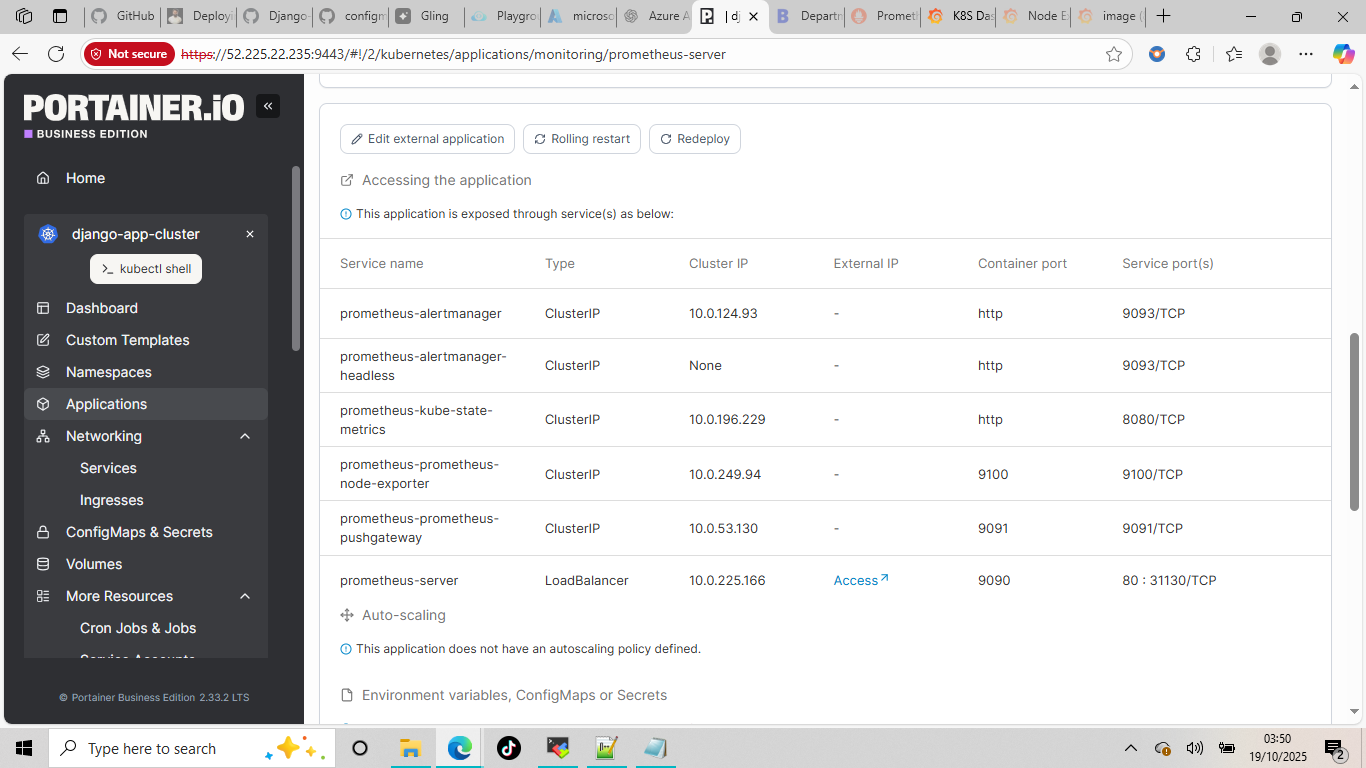 GitHub
Deployi
Django-
configm
Gling
Playgro
microso
Azure A
| dj
Departr
Prometh
K8S Das
Node E
image (
Not secure
https://52.225.22.235:9443/#!/2/kubernetes/applications/monitoring/prometheus-server
PORTAINER.iO
BUSINESS EDITION
Home
django-app-cluster
kubectl shell
Dashboard
Custom Templates
Namespaces
Applications
Networking
Services
Ingresses
ConfigMaps & Secrets
Volumes
More Resources
Cron Jobs & Jobs
Service Accounts
© Portainer Business Edition 2.33.2 LTS
Edit external application
Rolling restart
Redeploy
Accessing the application
This application is exposed through service(s) as below:
Service name Type Cluster IP External IP Container port Service port(s)
prometheus-alertmanager ClusterIP 10.0.124.93 - http 9093/TCP
prometheus-alertmanager-
headless ClusterIP None - http 9093/TCP
prometheus-kube-state-
metrics ClusterIP 10.0.196.229 - http 8080/TCP
prometheus-prometheus-
node-exporter ClusterIP 10.0.249.94 - 9100 9100/TCP
prometheus-prometheus-
pushgateway ClusterIP 10.0.53.130 - 9091 9091/TCP
prometheus-server LoadBalancer 10.0.225.166 Access 9090 80 : 31130/TCP
Auto-scaling
This application does not have an autoscaling policy defined.
Environment variables, ConfigMaps or Secrets
Type here to search
03:50
19/10/2025
2